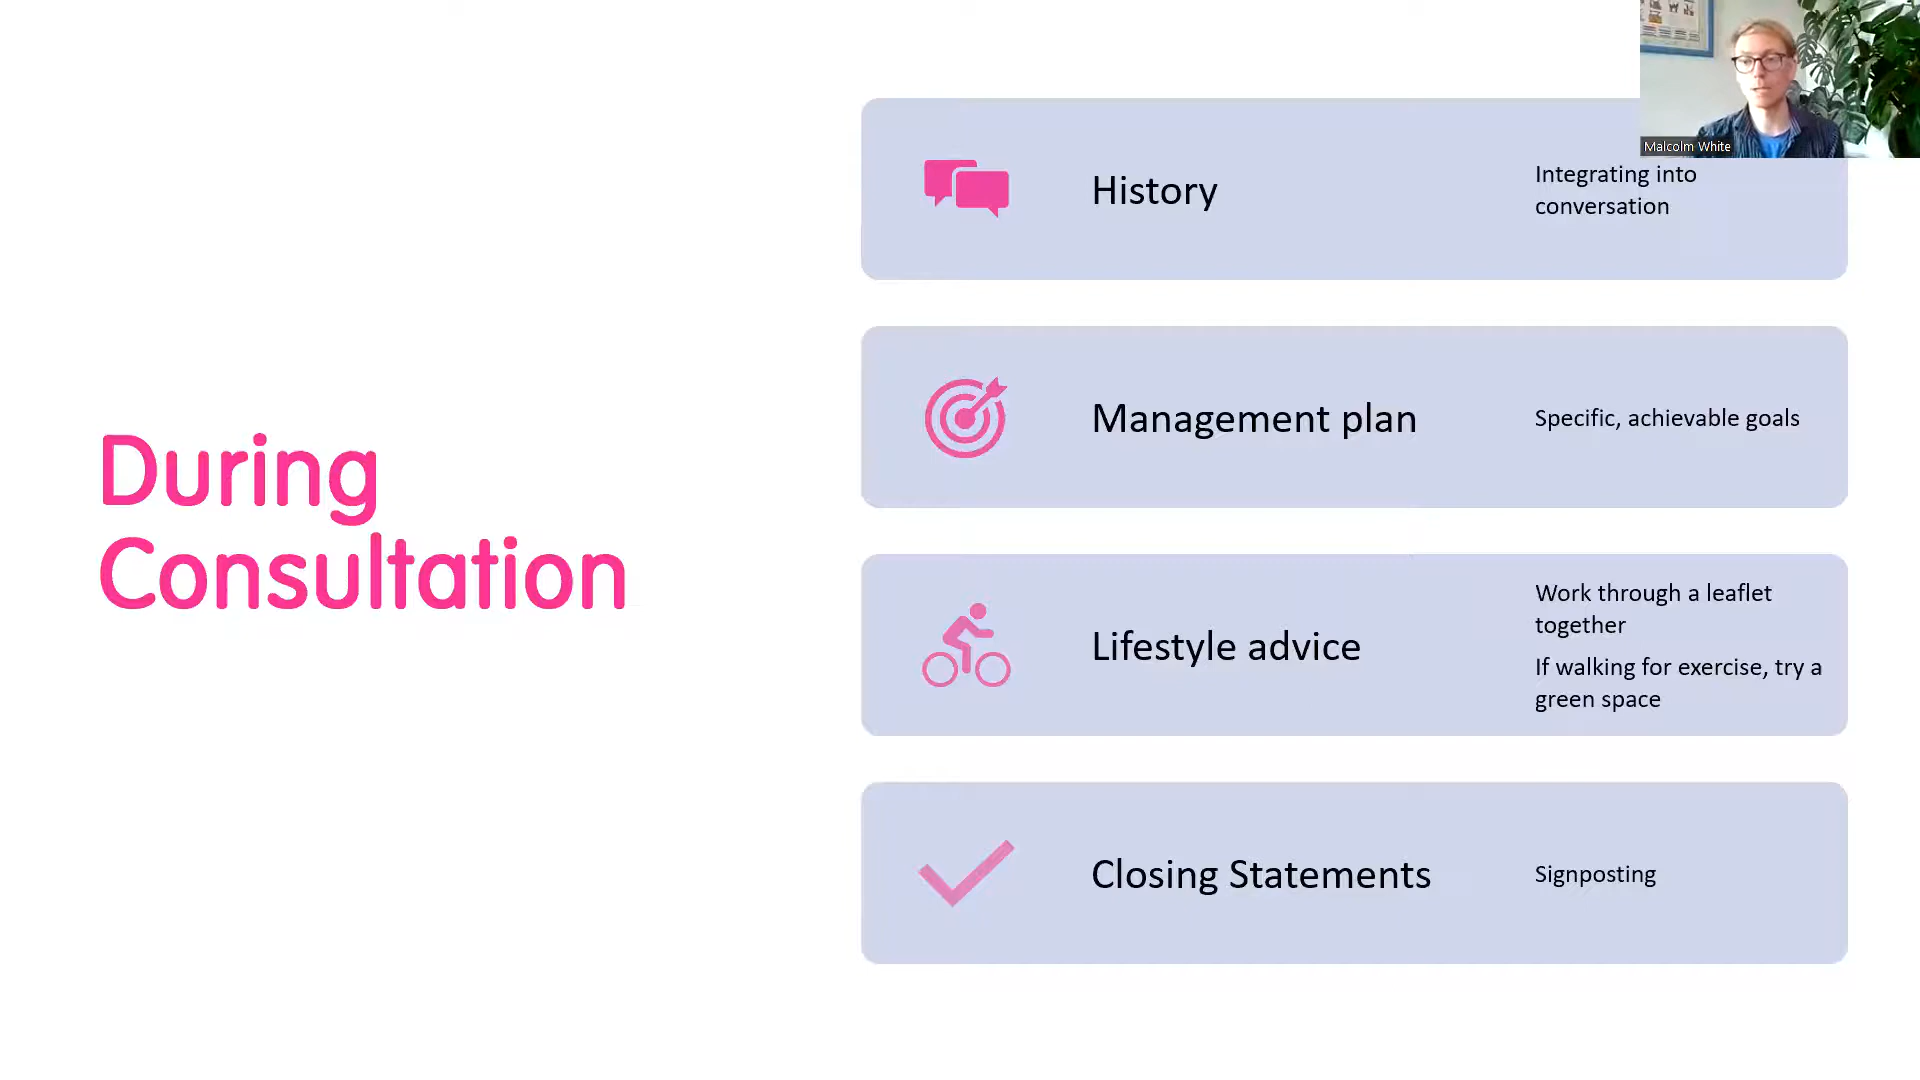 During
Consultation
Malcolm White
History
Integrating into
conversation
Management plan
Specific, achievable goals
Lifestyle advice
Work through a leaflet
together
If walking for exercise, try a
green space
Closing Statements
Signposting